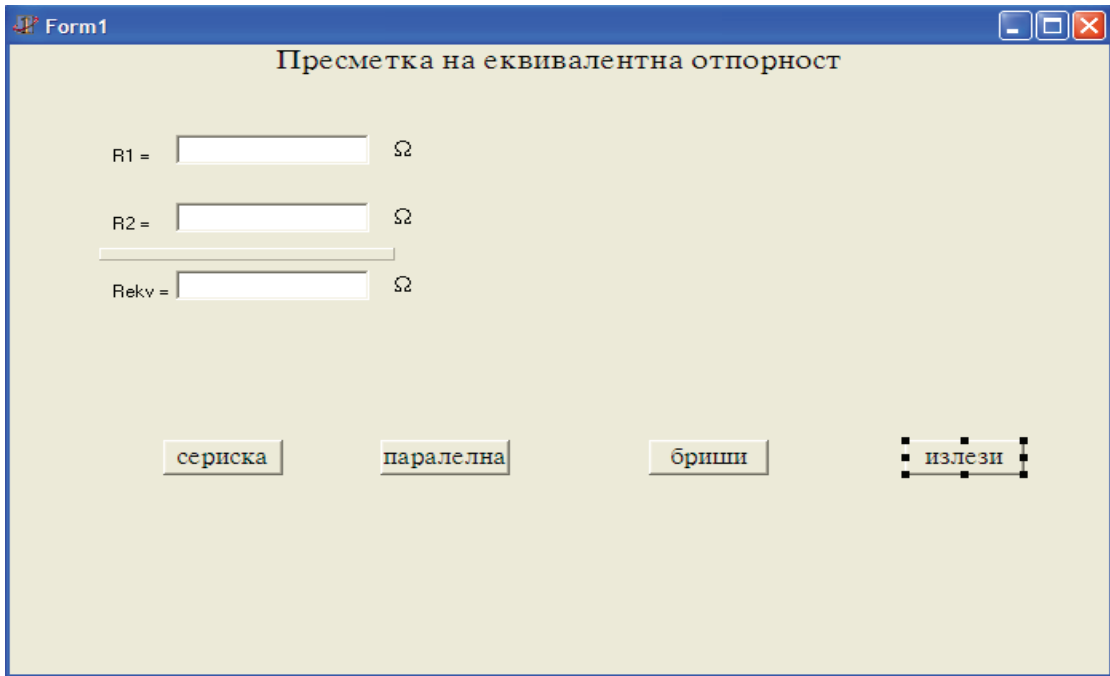 Form1
Пресметка на еквивалентна отпорност
R1 = Ω
R2 = Ω
Rekv = Ω
сериска паралелна бриши излези